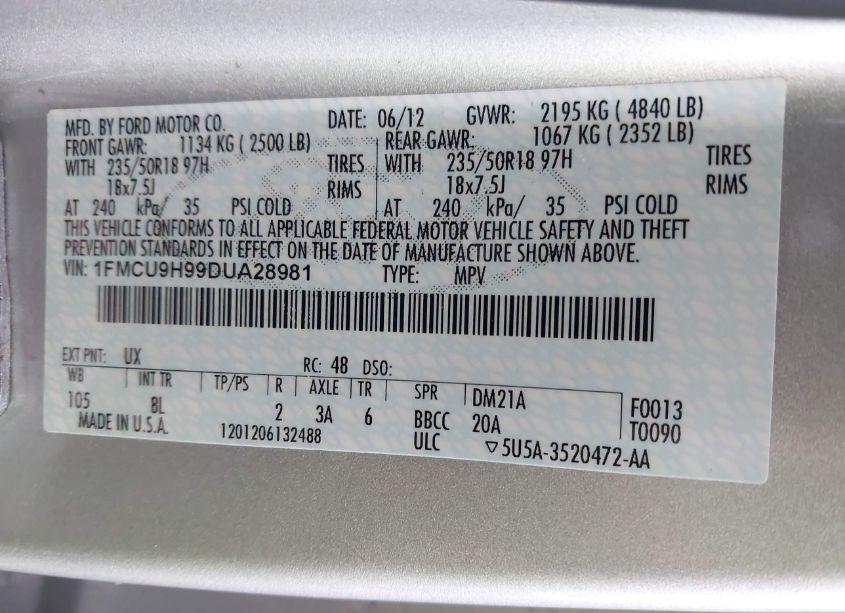 MFD. BY FORD MOTOR CO. DATE: 06/12 GVWR: 2195 KG ( 4840 LB)
FRONT GAWR: 1134 KG ( 2500 LB) REAR GAWR: 1067 KG ( 2352 LB)
WITH 235/50R18 97H TIRES WITH 235/50R18 97H TIRES
18x7.5J RIMS 18x7.5J RIMS
AT 240 kPa/ 35 PSI COLD AT 240 kPa/ 35 PSI COLD
THIS VEHICLE CONFORMS TO ALL APPLICABLE FEDERAL MOTOR VEHICLE SAFETY AND THEFT
PREVENTION STANDARDS IN EFFECT ON THE DATE OF MANUFACTURE SHOWN ABOVE.
VIN: 1FMCU9H99DUA28981 TYPE: MPV
EXT PNT: UX RC: 48 DSO:
WB INT TR TP/PS R AXLE TR SPR DM21A F0013
105 8L 2 3A 6 BBCC 20A T0090
MADE IN U.S.A. 1201206132488 ULC ▽5U5A-3520472-AA